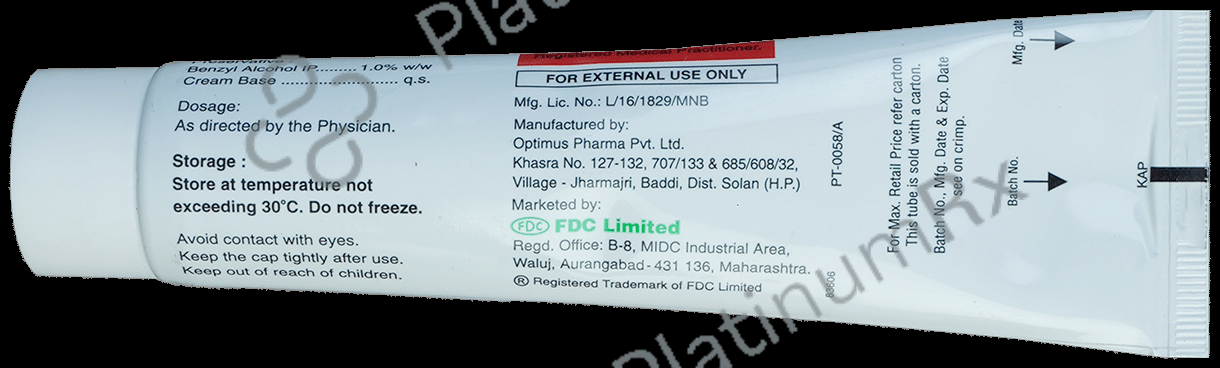 Preservative
Benzyl Alcohol IP........ 1.0% w/w
Cream Base ........................ q.s.
Dosage:
As directed by the Physician.
Storage :
Store at temperature not
exceeding 30°C. Do not freeze.
Avoid contact with eyes.
Keep the cap tightly after use.
Keep out of reach of children.
Registered Medical Practitioner.
FOR EXTERNAL USE ONLY
Mfg. Lic. No.: L/16/1829/MNB
Manufactured by:
Optimus Pharma Pvt. Ltd.
Khasra No. 127-132, 707/133 & 685/608/32,
Village - Jharmajri, Baddi, Dist. Solan (H.P.)
Marketed by:
FDC FDC Limited
Regd. Office: B-8, MIDC Industrial Area,
Waluj, Aurangabad - 431 136, Maharashtra.
® Registered Trademark of FDC Limited
PT-0058/A
83606
For Max. Retail Price refer carton
This tube is sold with a carton.
Batch No., Mfg. Date & Exp. Date
see on crimp.
Mfg. Date
Batch No.
KAP
Platinum
PlatinumRx